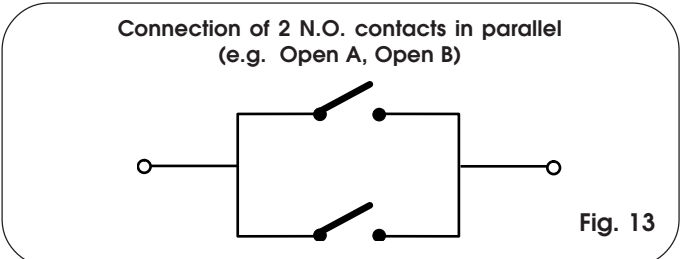 Connection of 2 N.O. contacts in parallel
(e.g. Open A, Open B)
Fig. 13